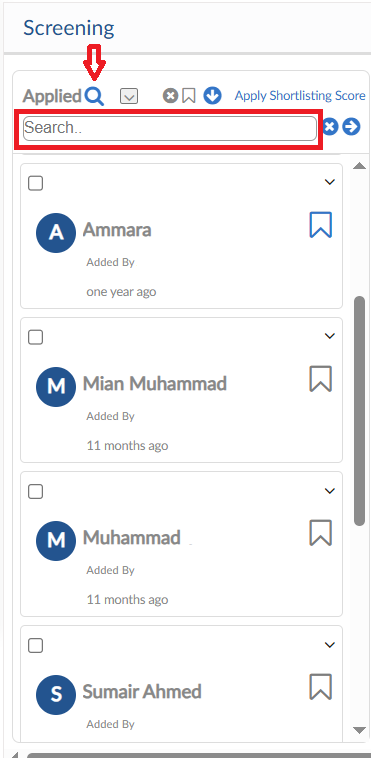 Screening
Applied Apply Shortlisting Score
Search..
A Ammara
Added By
one year ago
M Mian Muhammad
Added By
11 months ago
M Muhammad
Added By
11 months ago
S Sumair Ahmed
Added By